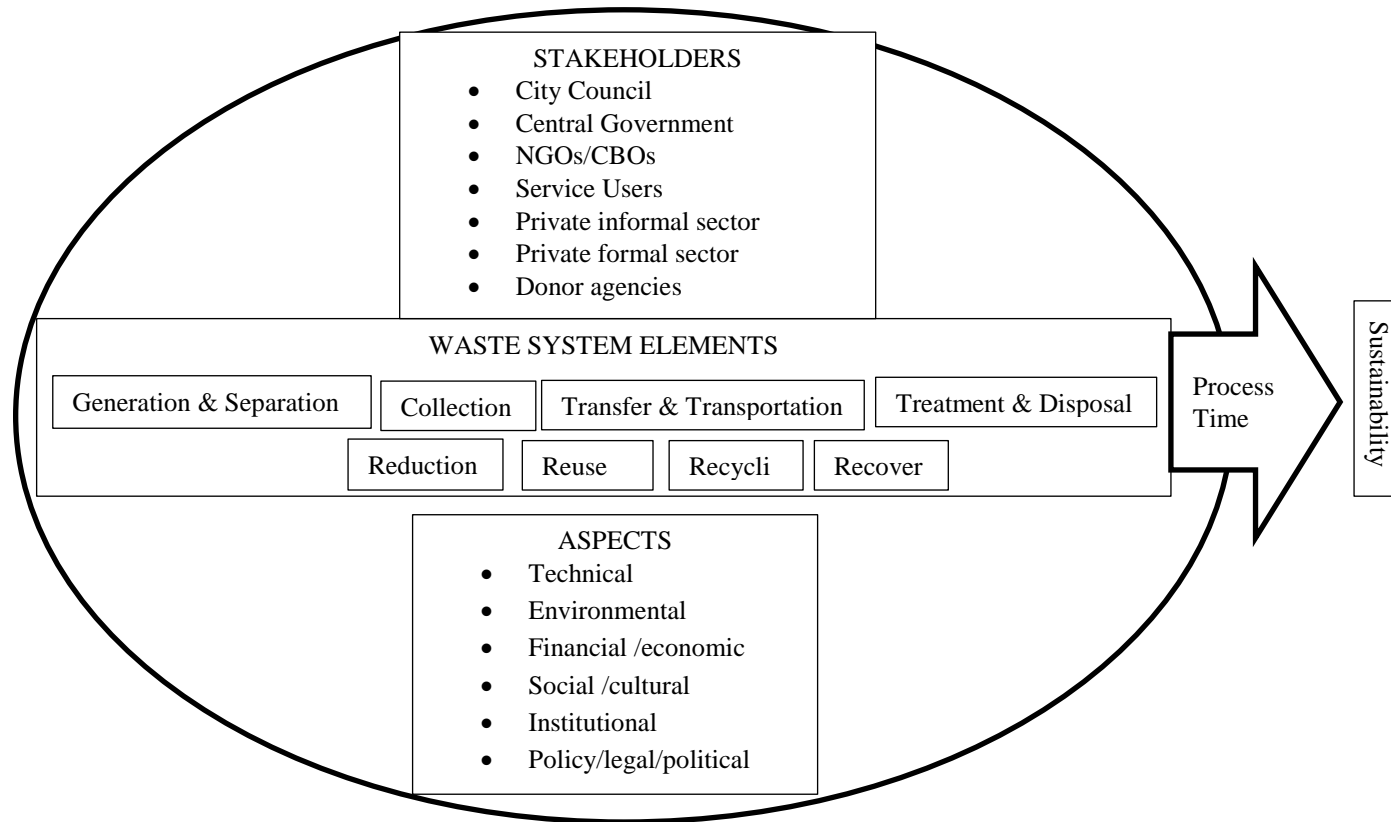 STAKEHOLDERS
• City Council
• Central Government
• NGOs/CBOs
• Service Users
• Private informal sector
• Private formal sector
• Donor agencies
WASTE SYSTEM ELEMENTS
Generation & Separation
Collection
Transfer & Transportation
Treatment & Disposal
Reduction
Reuse
Recycli
Recover
Process
Time
Sustainability
ASPECTS
• Technical
• Environmental
• Financial /economic
• Social /cultural
• Institutional
• Policy/legal/political